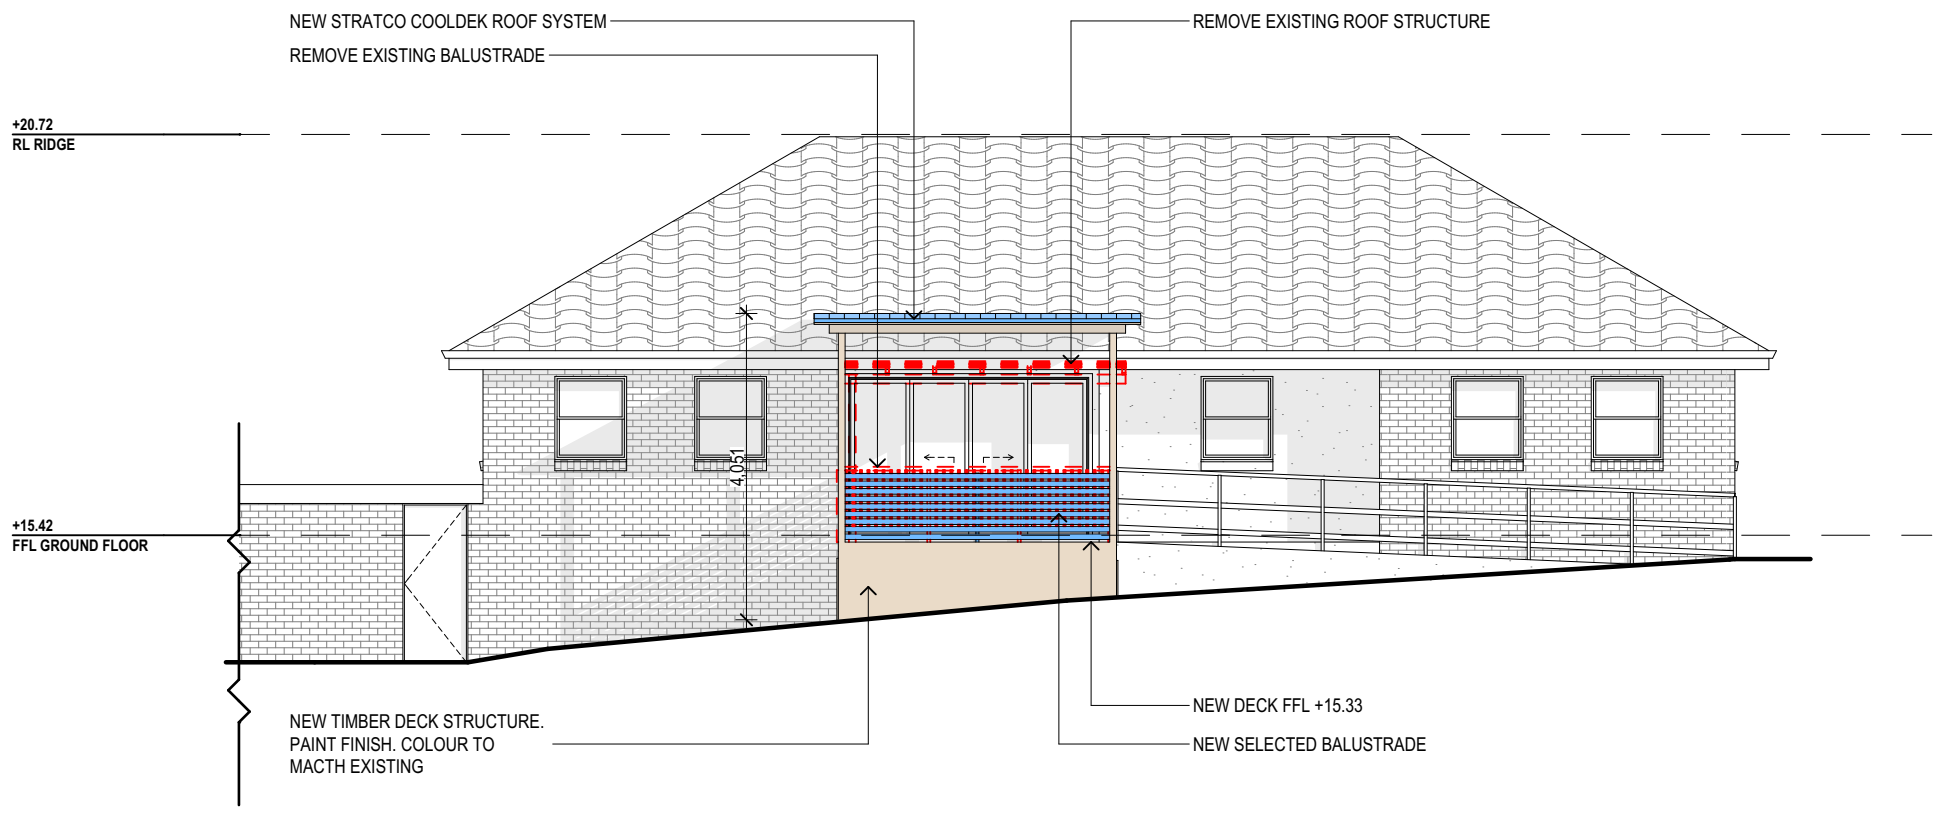 NEW STRATCO COOLDEK ROOF SYSTEM
REMOVE EXISTING ROOF STRUCTURE
REMOVE EXISTING BALUSTRADE
+20.72
RL RIDGE
4,051
+15.42
FFL GROUND FLOOR
NEW DECK FFL +15.33
NEW TIMBER DECK STRUCTURE.
PAINT FINISH. COLOUR TO
MACTH EXISTING
NEW SELECTED BALUSTRADE